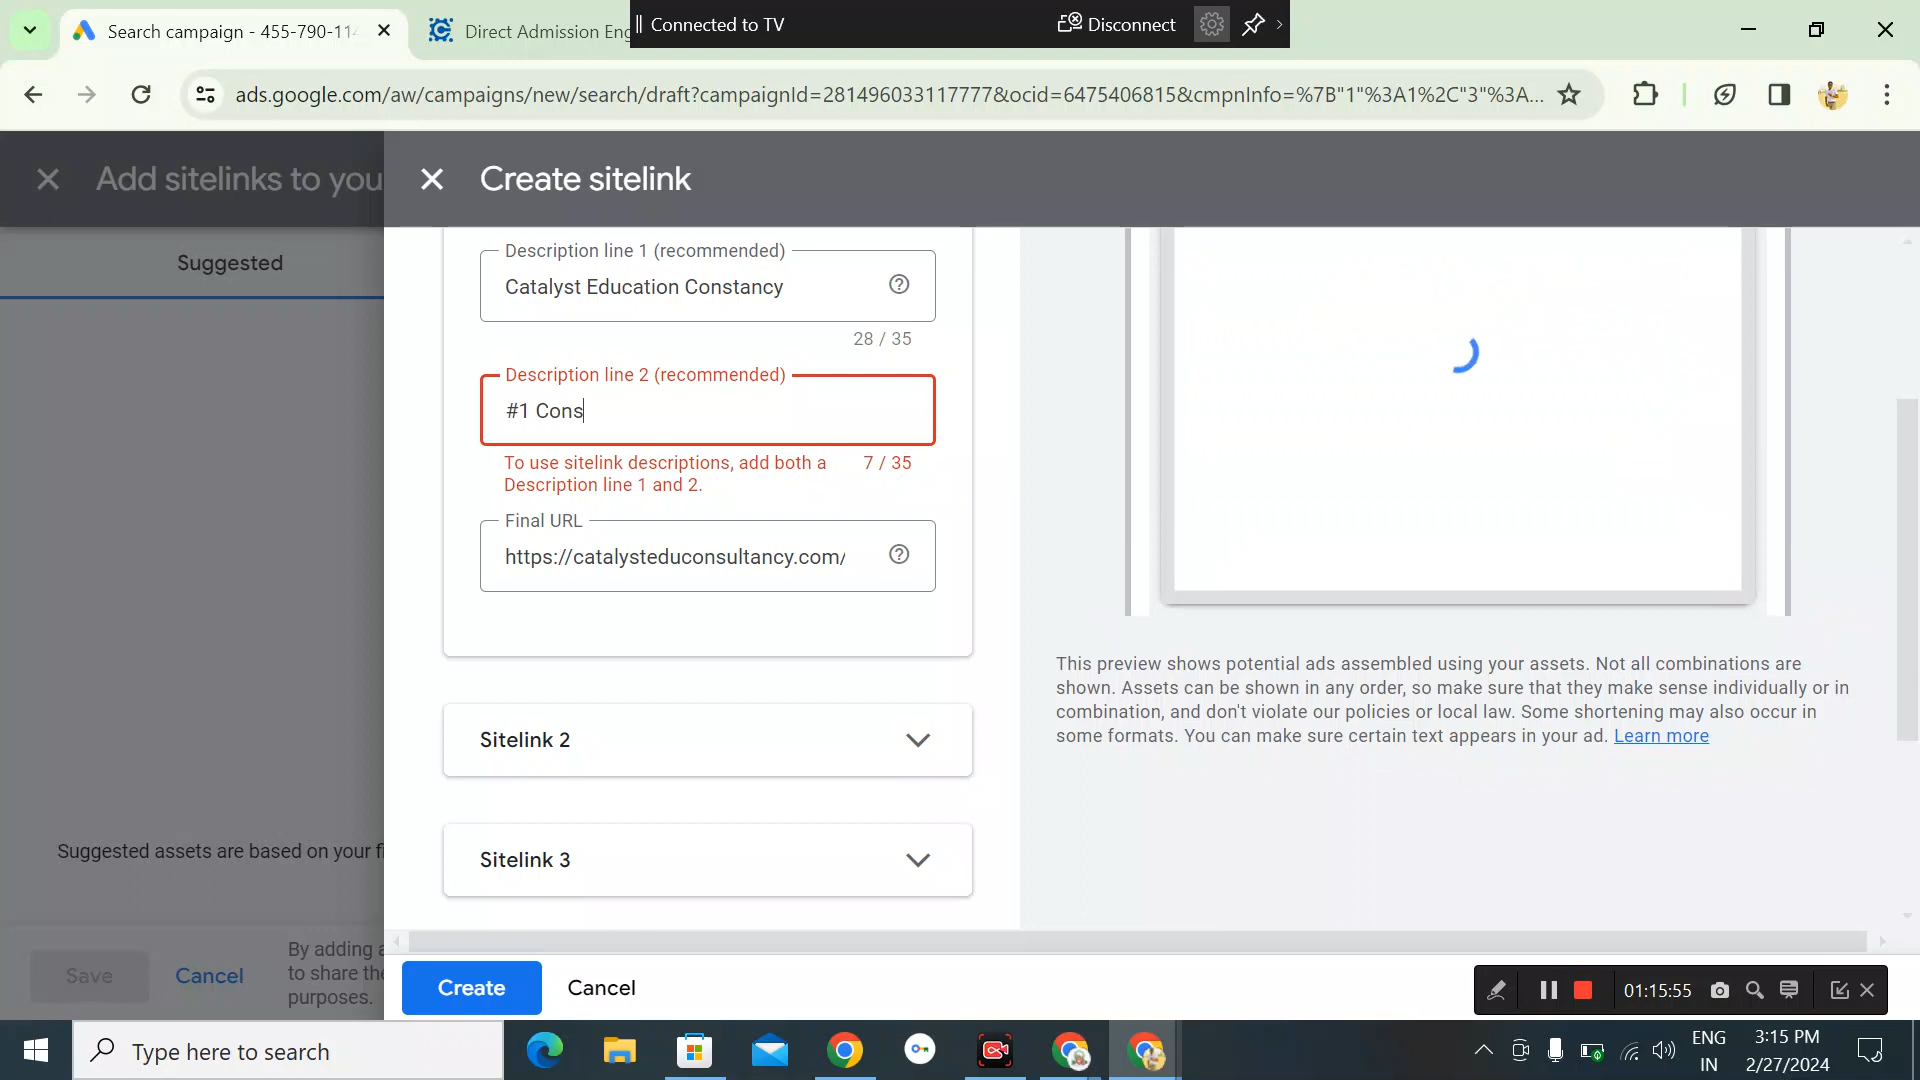 Search campaign - 455-790-114
Direct Admission Eng
Connected to TV
Disconnect
ads.google.com/aw/campaigns/new/search/draft?campaignId=281496033117777&ocid=6475406815&cmpnInfo=%7B"1"%3A1%2C"3"%3A...
Add sitelinks to you
Create sitelink
Suggested
Description line 1 (recommended)
Catalyst Education Constancy
28 / 35
Description line 2 (recommended)
#1 Cons
To use sitelink descriptions, add both a
Description line 1 and 2.
7 / 35
Final URL
https://catalysteduconsultancy.com/
This preview shows potential ads assembled using your assets. Not all combinations are
shown. Assets can be shown in any order, so make sure that they make sense individually or in
combination, and don't violate our policies or local law. Some shortening may also occur in
some formats. You can make sure certain text appears in your ad. Learn more
Sitelink 2
Sitelink 3
Suggested assets are based on your fi
Save
Cancel
By adding a
to share the
purposes.
Create
Cancel
01:15:55
Type here to search
ENG
IN
3:15 PM
2/27/2024